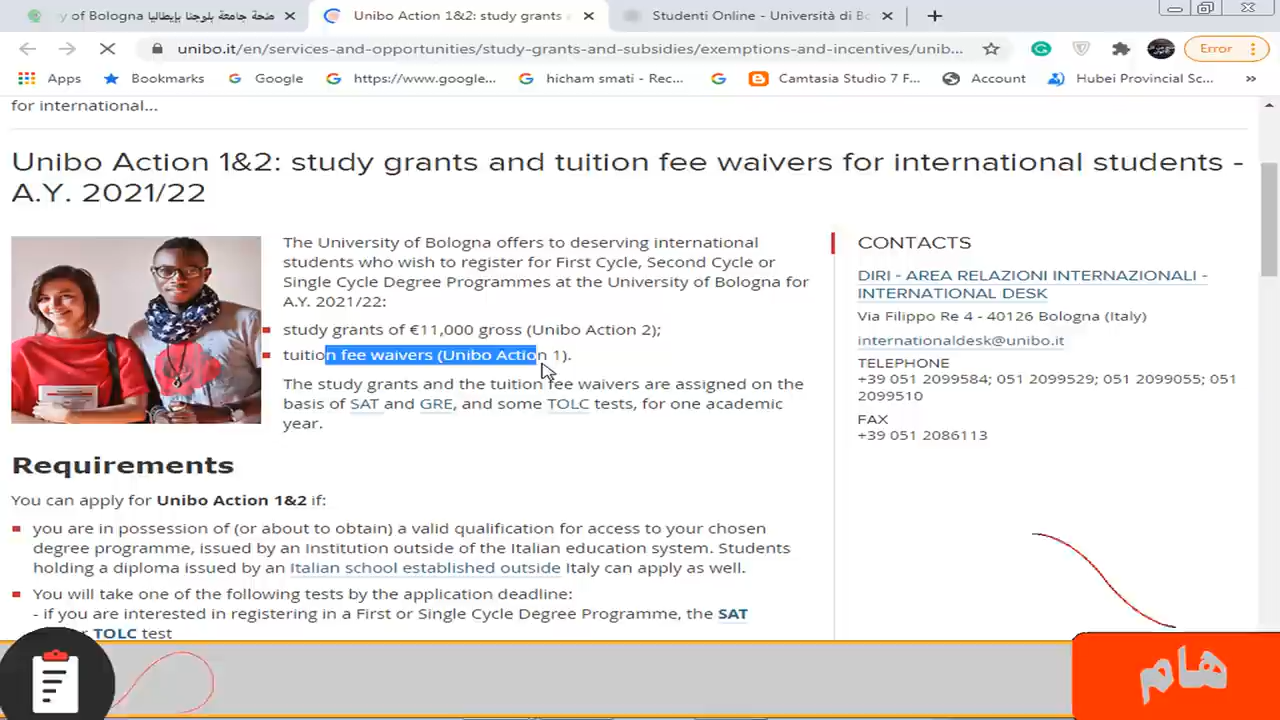 y of Bologna منحة جامعة بلوجنا بإيطاليا
Unibo Action 1&2: study grants
Studenti Online - Università di Bo
unibo.it/en/services-and-opportunities/study-grants-and-subsidies/exemptions-and-incentives/unib...
Error
Apps
Bookmarks
Google
https://www.google...
hicham smati - Rec...
Camtasia Studio 7 F...
Account
Hubei Provincial Sc...
»
for international...
Unibo Action 1&2: study grants and tuition fee waivers for international students -
A.Y. 2021/22
The University of Bologna offers to deserving international
students who wish to register for First Cycle, Second Cycle or
Single Cycle Degree Programmes at the University of Bologna for
A.Y. 2021/22:
study grants of €11,000 gross (Unibo Action 2);
tuition fee waivers (Unibo Action 1).
The study grants and the tuition fee waivers are assigned on the
basis of SAT and GRE, and some TOLC tests, for one academic
year.
CONTACTS
DIRI - AREA RELAZIONI INTERNAZIONALI -
INTERNATIONAL DESK
Via Filippo Re 4 - 40126 Bologna (Italy)
internationaldesk@unibo.it
TELEPHONE
+39 051 2099584; 051 2099529; 051 2099055; 051
2099510
FAX
+39 051 2086113
Requirements
You can apply for Unibo Action 1&2 if:
you are in possession of (or about to obtain) a valid qualification for access to your chosen
degree programme, issued by an Institution outside of the Italian education system. Students
holding a diploma issued by an Italian school established outside Italy can apply as well.
You will take one of the following tests by the application deadline:
- if you are interested in registering in a First or Single Cycle Degree Programme, the SAT
TOLC test
هام